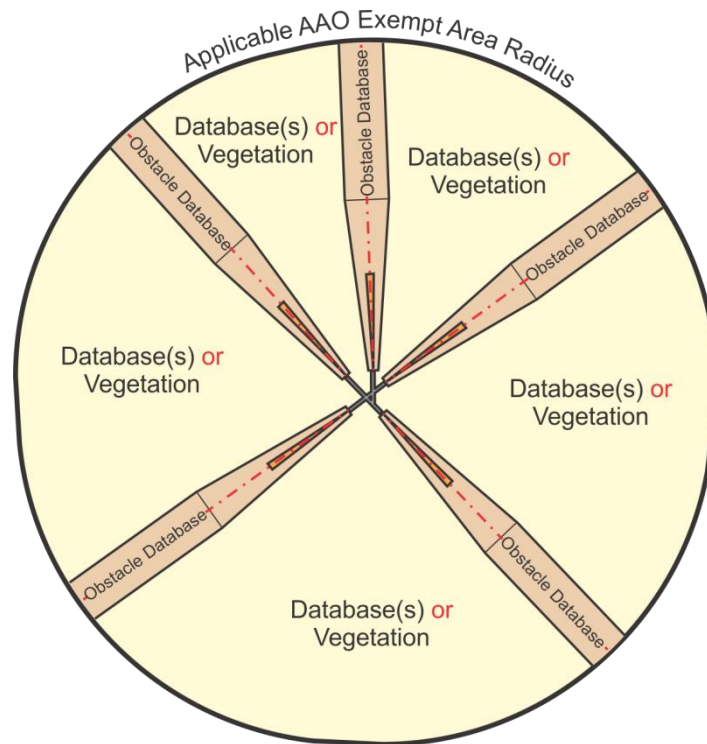 Applicable AAO Exempt Area Radius
Obstacle Database
Database(s) or
Vegetation
Database(s) or
Vegetation
Obstacle Database
Obstacle Database
Database(s) or
Vegetation
Database(s) or
Vegetation
Obstacle Database
Obstacle Database
Database(s) or
Vegetation